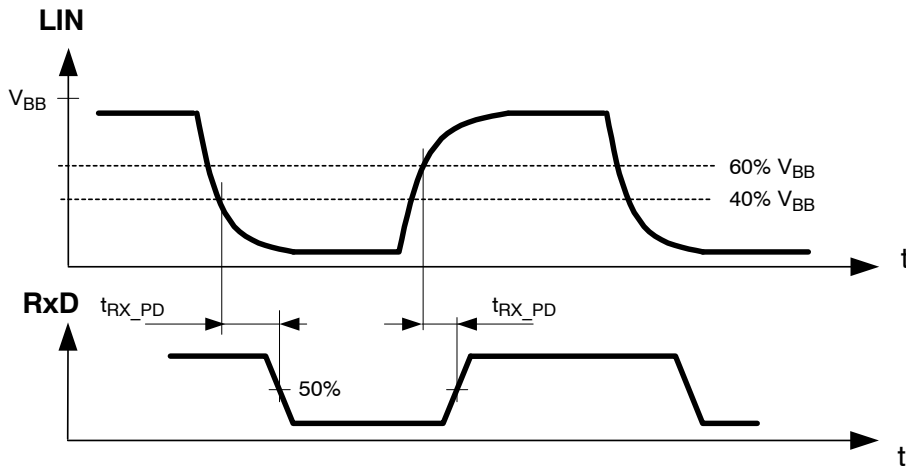 LIN
V_BB
60% V_BB
40% V_BB
t
RxD
t_RX_PD
t_RX_PD
50%
t